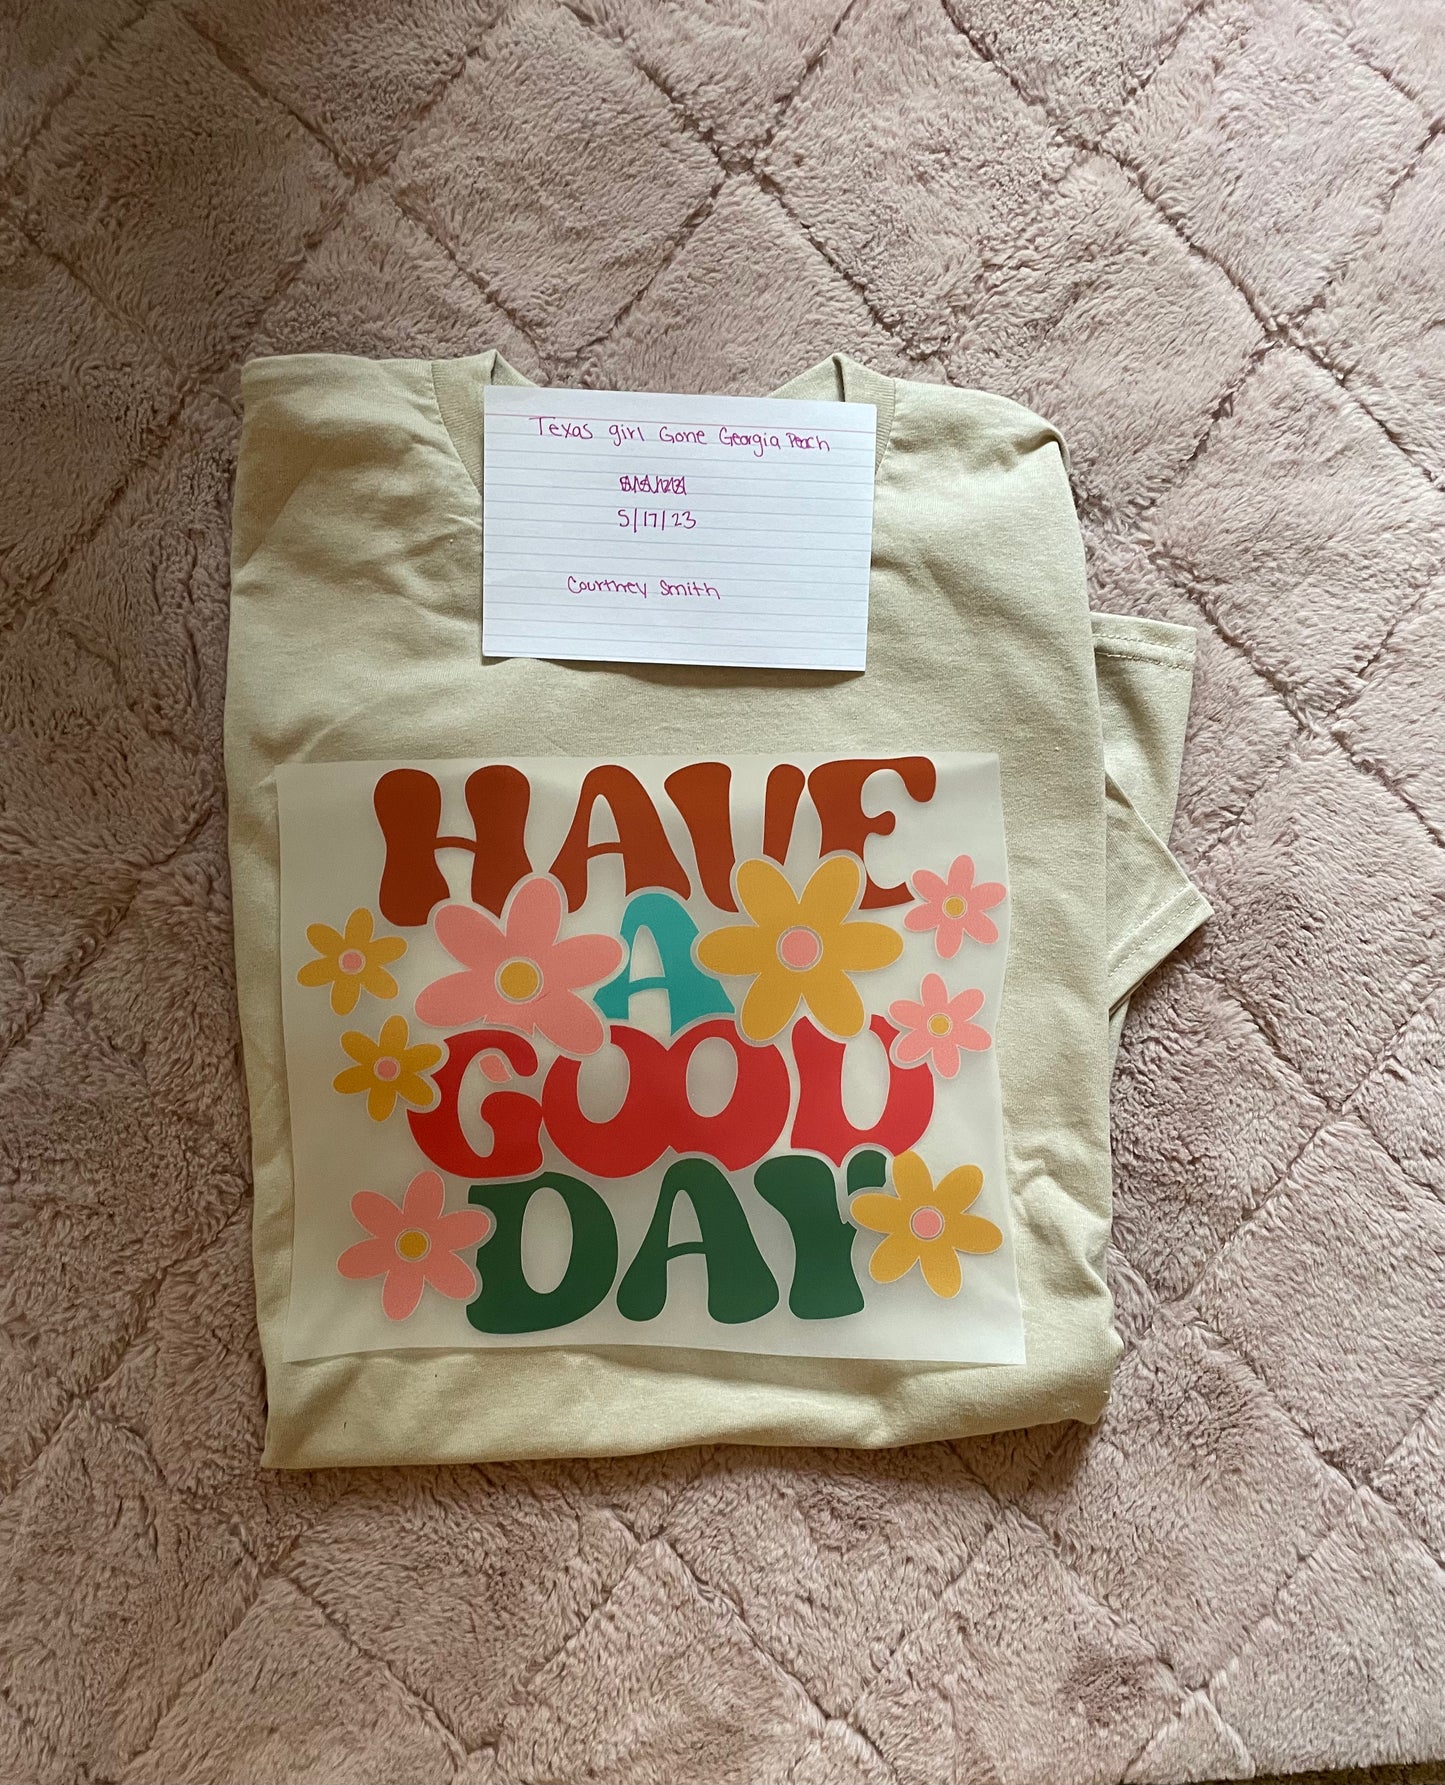 Texas girl Gone Georgia Peach
5/17/23
Courtney Smith
HAVE
A
GOOD
DAY